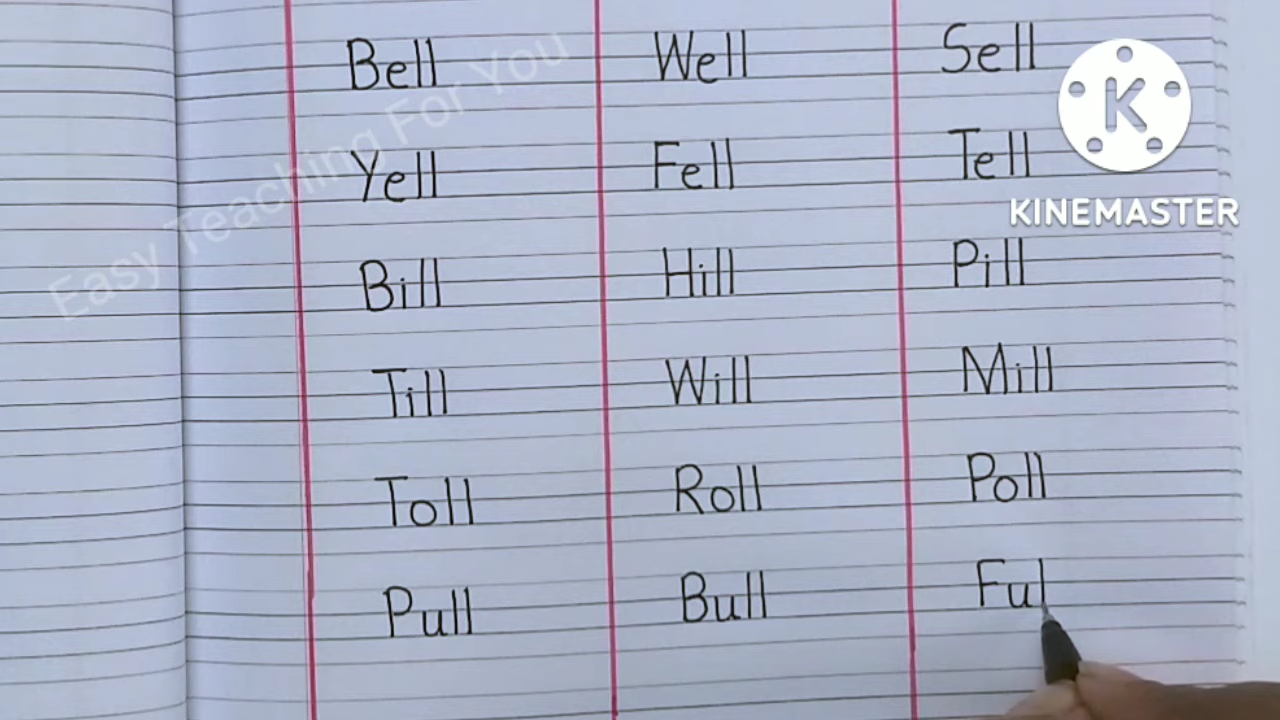 Bell Well Sell
Yell Fell Tell
Bill Hill Pill
Till Will Mill
Toll Roll Poll
Pull Bull Ful
Easy Teaching For You
K
KINEMASTER